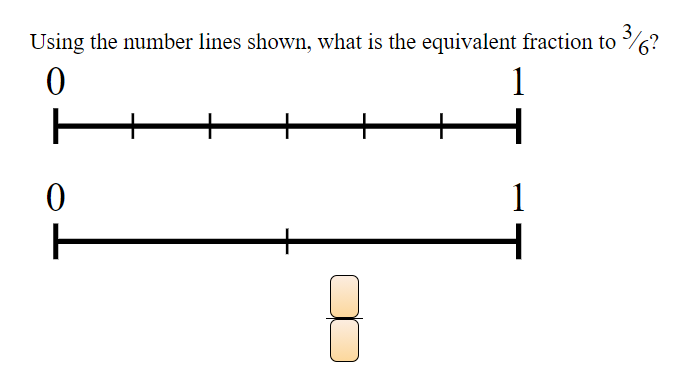 Using the number lines shown, what is the equivalent fraction to 3⁄6?
0 1
0 1